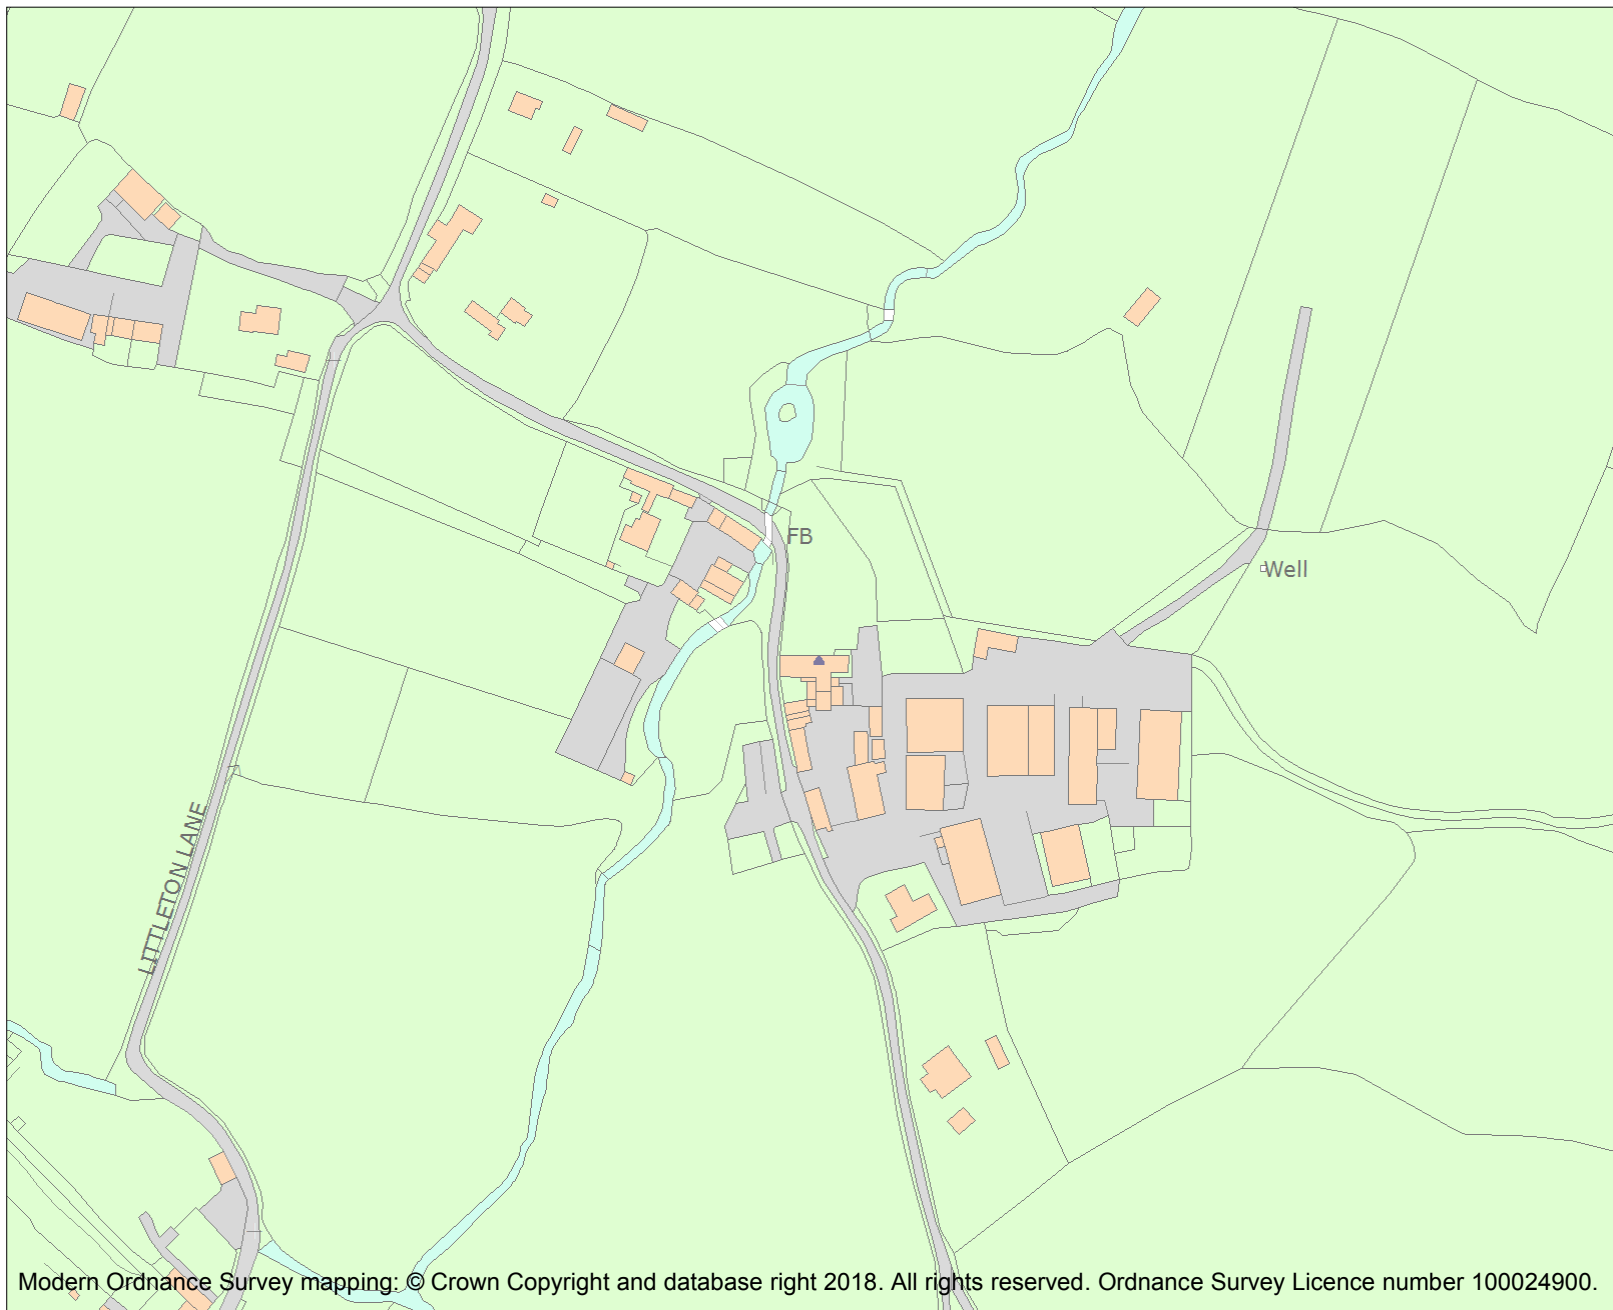 FB
Well
LITTLETON LANE
Modern Ordnance Survey mapping: © Crown Copyright and database right 2018. All rights reserved. Ordnance Survey Licence number 100024900.